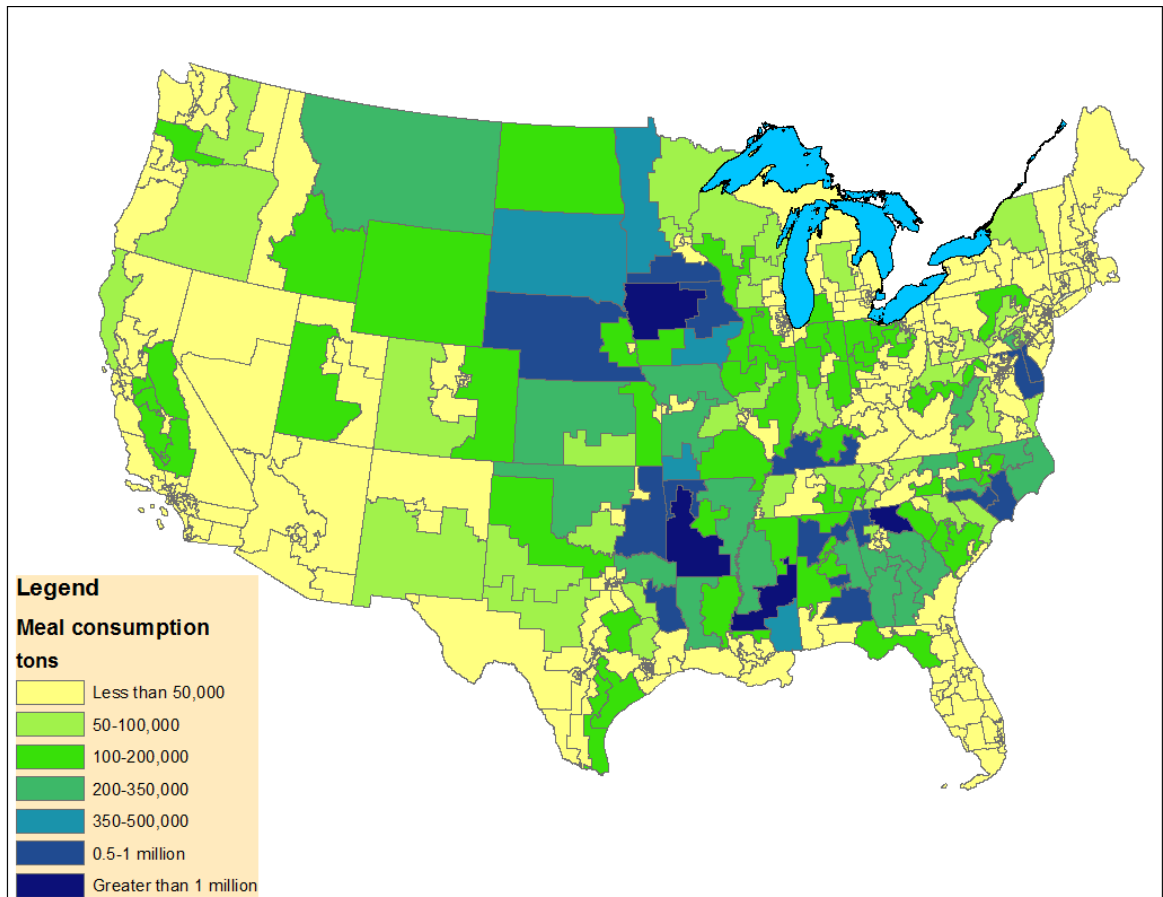 Legend
Meal consumption
tons
Less than 50,000
50-100,000
100-200,000
200-350,000
350-500,000
0.5-1 million
Greater than 1 million